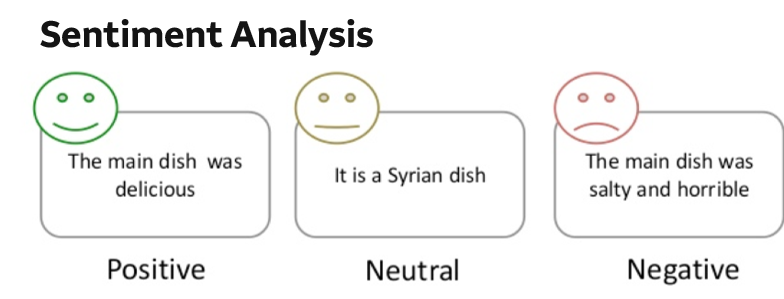 Sentiment Analysis
The main dish was
delicious
It is a Syrian dish
The main dish was
salty and horrible
Positive
Neutral
Negative